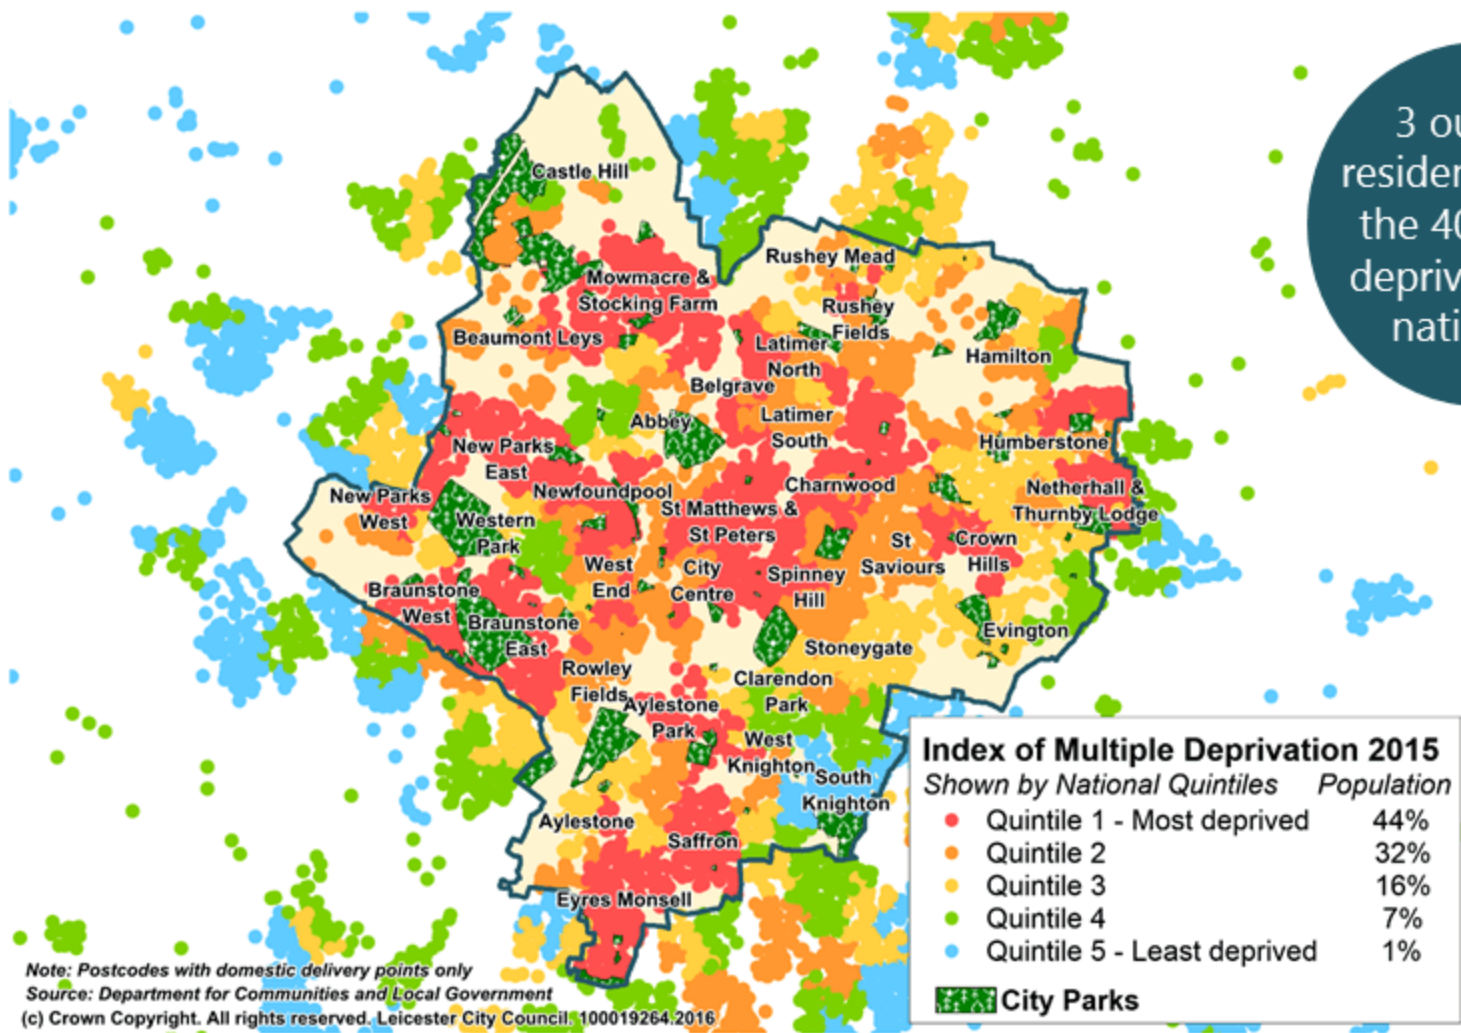 3 ou
residen
the 40
depriv
nati
Castle Hill
Rushey Mead
Mowmacre &
Stocking Farm
Rushey
Fields
Beaumont Leys
Latimer
North
Hamilton
Belgrave
Abbey
Latimer
South
Humberstone
New Parks
East
New Parks
West
Newfoundpool
Charnwood
Netherhall &
Thurnby Lodge
St Matthews &
St Peters
Western
Park
St
Saviours
Crown
Hills
West
End
City
Centre
Spinney
Hill
Braunstone
West
Braunstone
East
Evington
Stoneygate
Rowley
Fields
Clarendon
Park
Aylestone
Park
West
Knighton
South
Knighton
Aylestone
Saffron
Eyres Monsell
Index of Multiple Deprivation 2015
Shown by National Quintiles Population
Quintile 1 - Most deprived 44%
Quintile 2 32%
Quintile 3 16%
Quintile 4 7%
Quintile 5 - Least deprived 1%
City Parks
Note: Postcodes with domestic delivery points only
Source: Department for Communities and Local Government
(c) Crown Copyright. All rights reserved. Leicester City Council. 100019264.2016